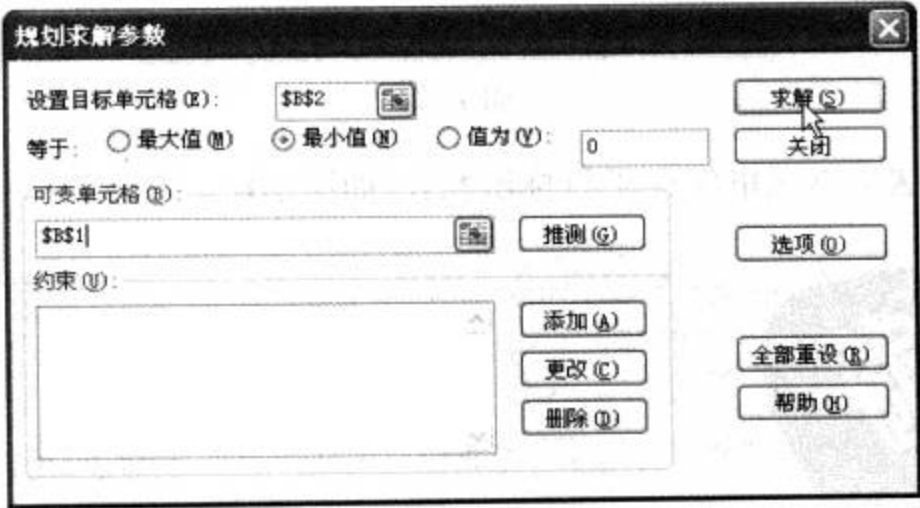 规划求解参数
设置目标单元格(E): $B$2 求解(S)
等于: 最大值(M) 最小值(N) 值为(V): 0 关闭
可变单元格(B):
$B$1 推测(G) 选项(O)
约束(U):
添加(A)
更改(C) 全部重设(R)
删除(D) 帮助(H)